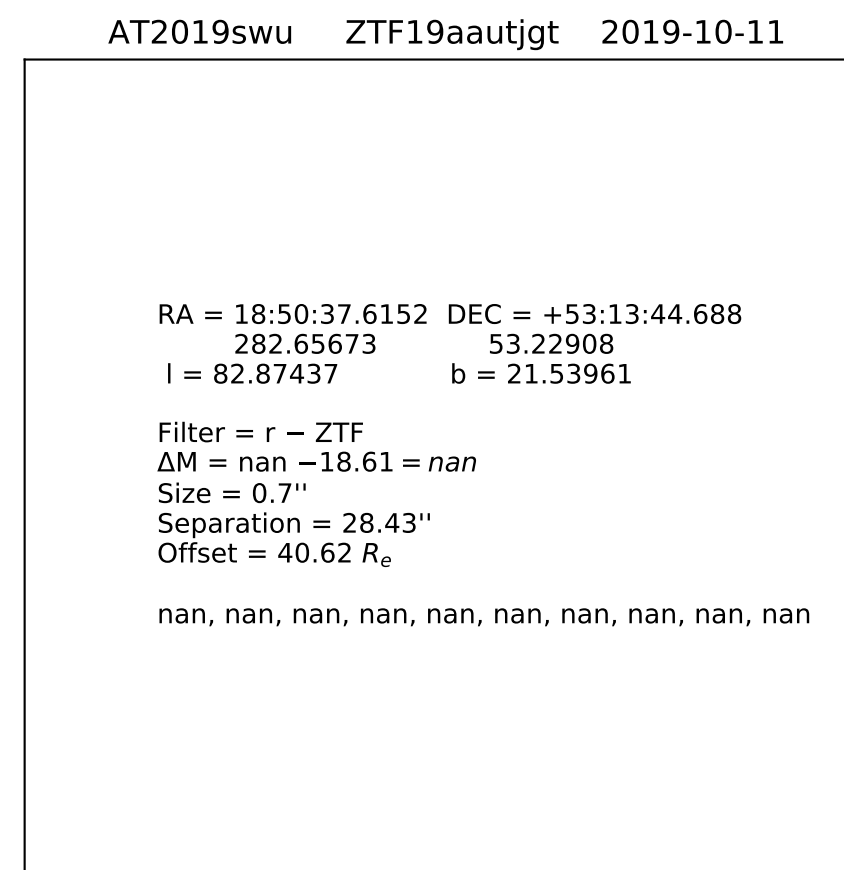 AT2019swu ZTF19aautjgt 2019-10-11
RA = 18:50:37.6152 DEC = +53:13:44.688
282.65673 53.22908
l = 82.87437 b = 21.53961
Filter = r − ZTF
ΔM = nan −18.61 = nan
Size = 0.7''
Separation = 28.43''
Offset = 40.62 Re
nan, nan, nan, nan, nan, nan, nan, nan, nan, nan